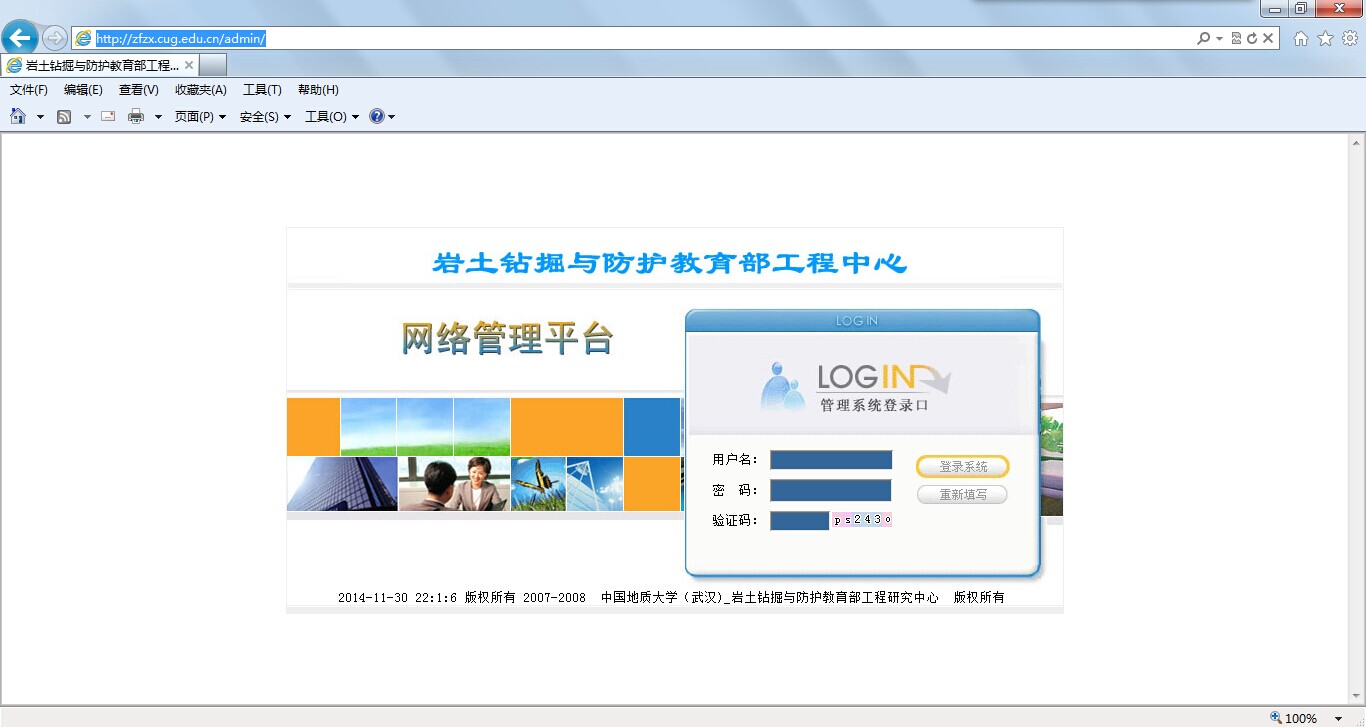 http://zfzx.cug.edu.cn/admin/
岩土钻掘与防护教育部工程...
文件(F) 编辑(E) 查看(V) 收藏夹(A) 工具(T) 帮助(H)
页面(P) 安全(S) 工具(O)
岩土钻掘与防护教育部工程中心
网络管理平台
LOG IN
LOGIN
管理系统登录口
用户名：
登录系统
密 码：
重新填写
验证码： ps243o
2014-11-30 22:1:6 版权所有 2007-2008 中国地质大学（武汉)_岩土钻掘与防护教育部工程研究中心 版权所有
100%